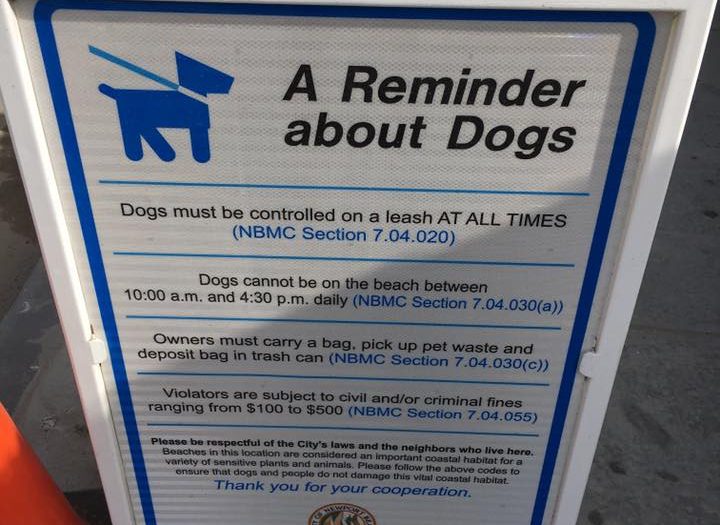 A Reminder
about Dogs
Dogs must be controlled on a leash AT ALL TIMES
(NBMC Section 7.04.020)
Dogs cannot be on the beach between
10:00 a.m. and 4:30 p.m. daily (NBMC Section 7.04.030(a))
Owners must carry a bag, pick up pet waste and
deposit bag in trash can (NBMC Section 7.04.030(c))
Violators are subject to civil and/or criminal fines
ranging from $100 to $500 (NBMC Section 7.04.055)
Please be respectful of the City's laws and the neighbors who live here.
Beaches in this location are considered an important coastal habitat for a
variety of sensitive plants and animals. Please follow the above codes to
ensure that dogs and people do not damage this vital coastal habitat.
Thank you for your cooperation.
OF NEWPORT